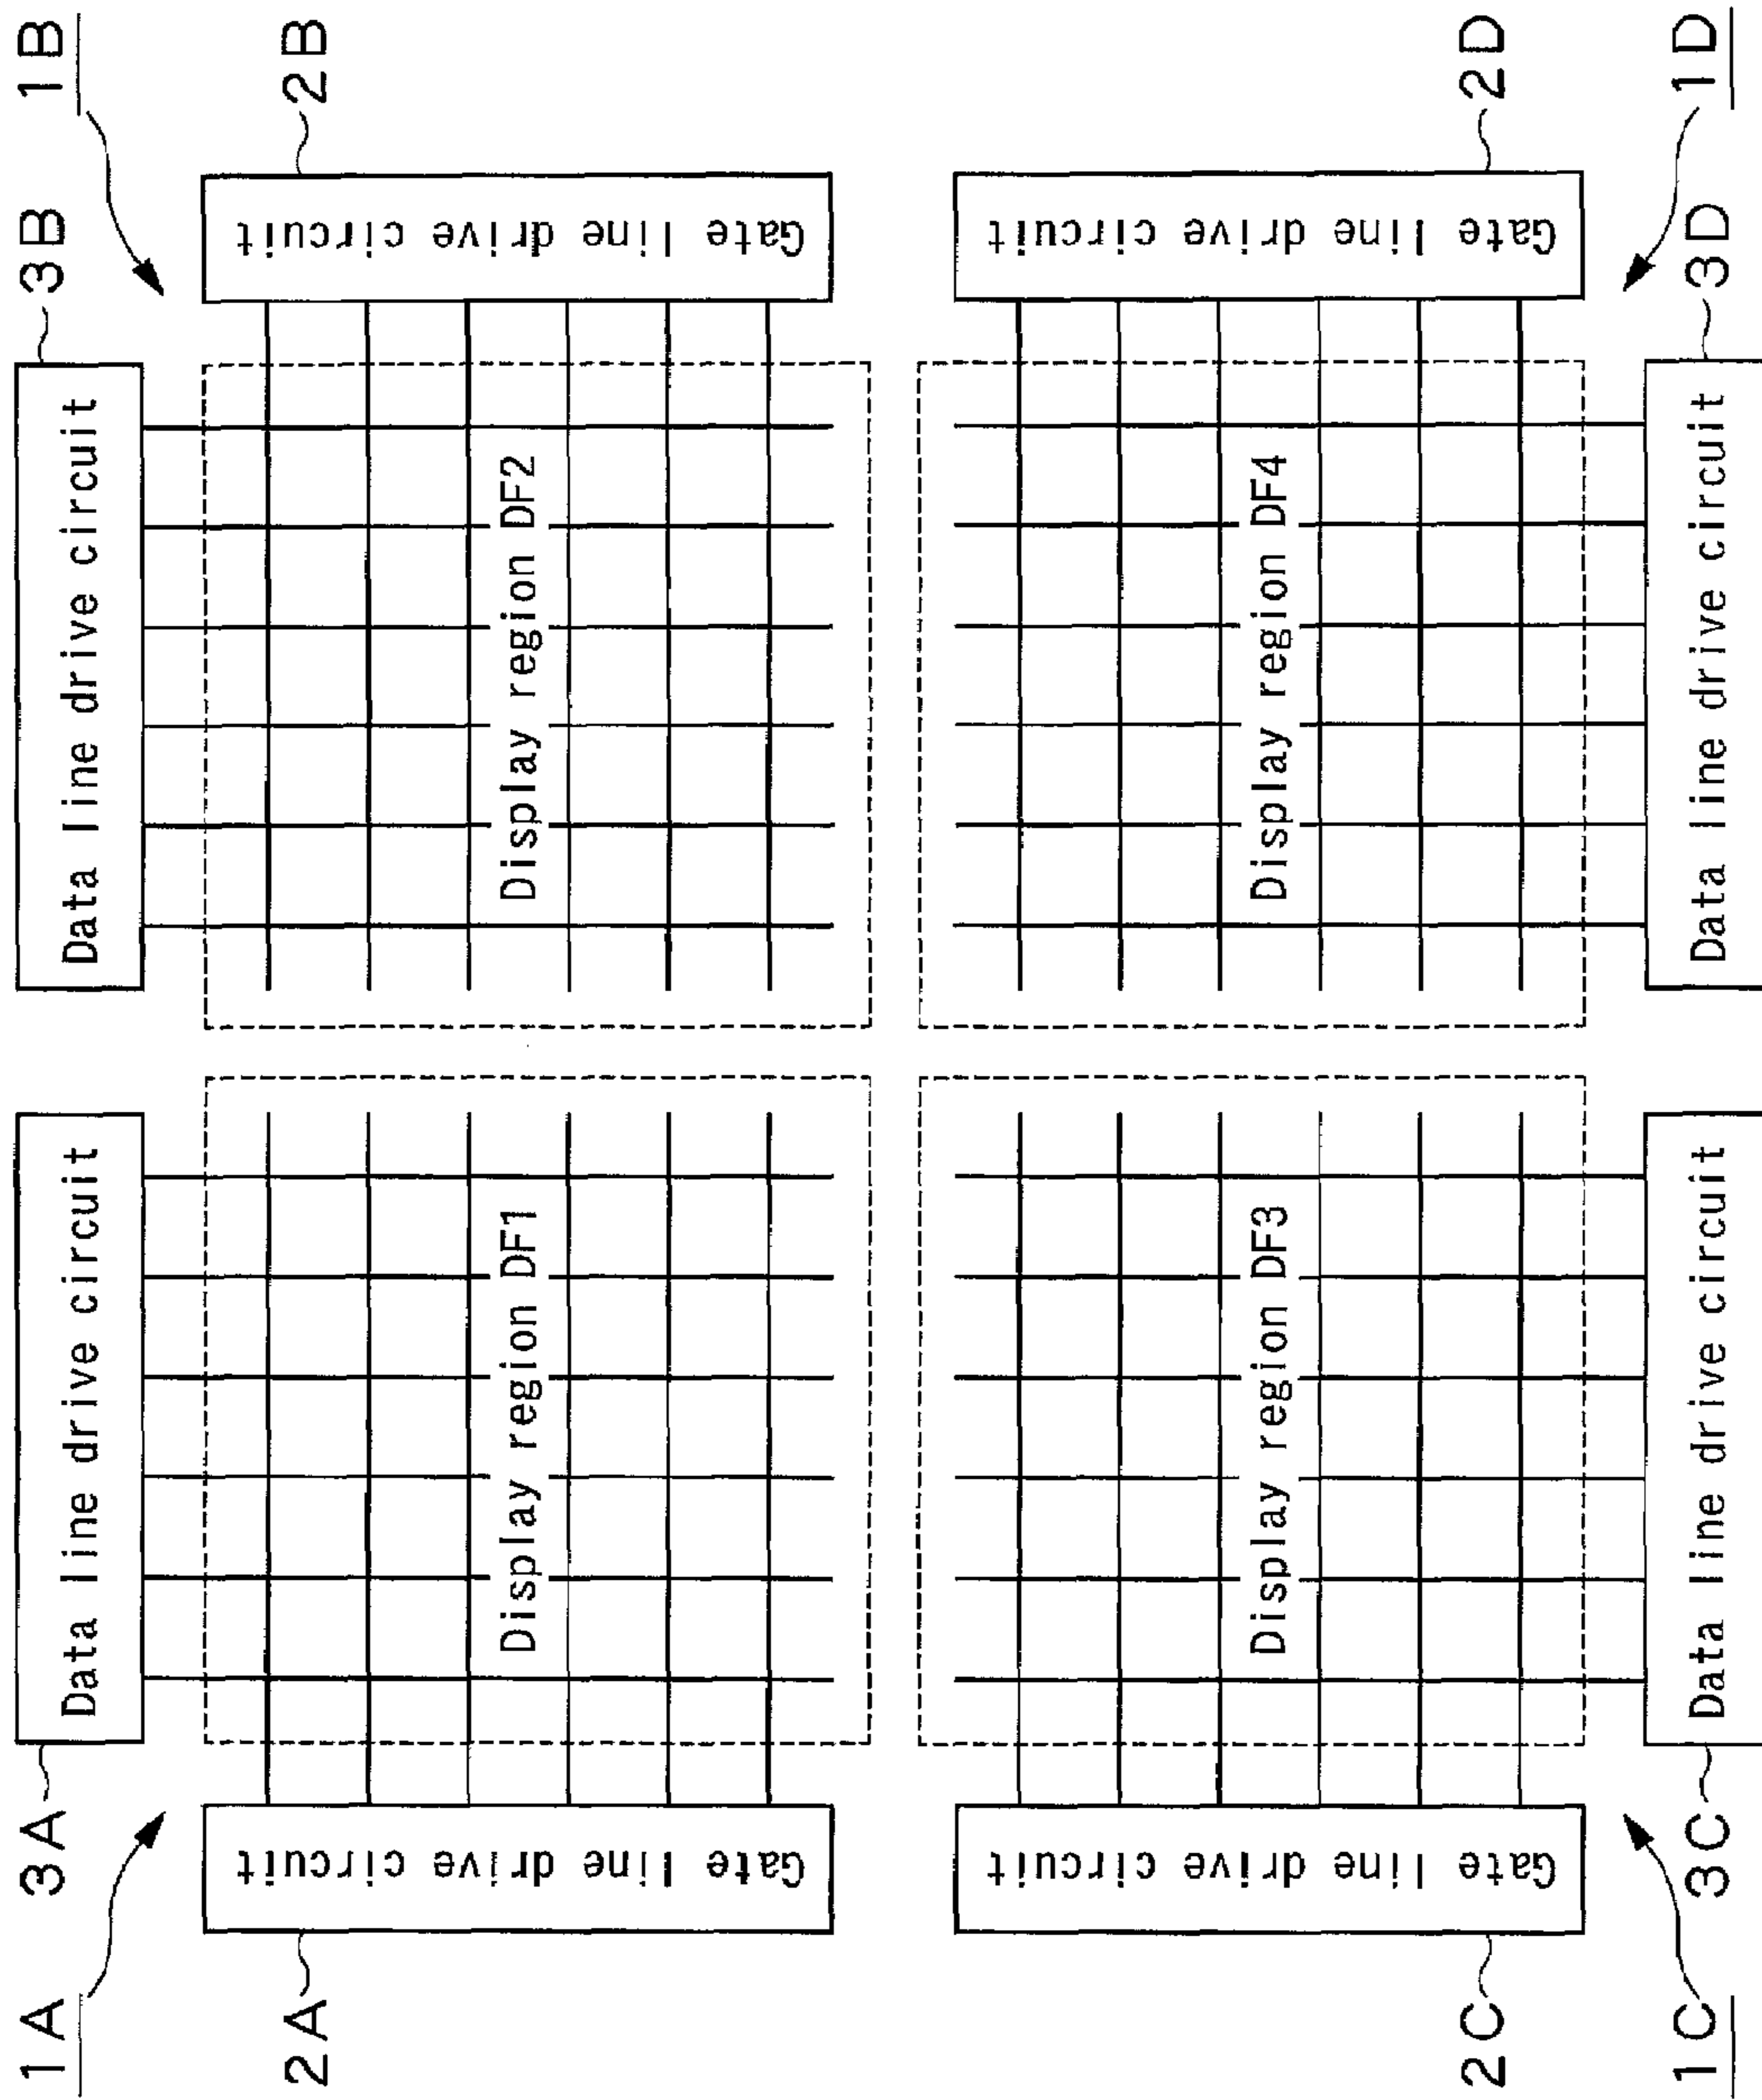 1A
3A
3B
1B
Data line drive circuit
Data line drive circuit
2A
2B
Gate line drive circuit
Display region DF1
Display region DF2
Gate line drive circuit
Gate line drive circuit
Display region DF3
Display region DF4
Gate line drive circuit
2C
2D
Data line drive circuit
Data line drive circuit
1C
3C
3D
1D